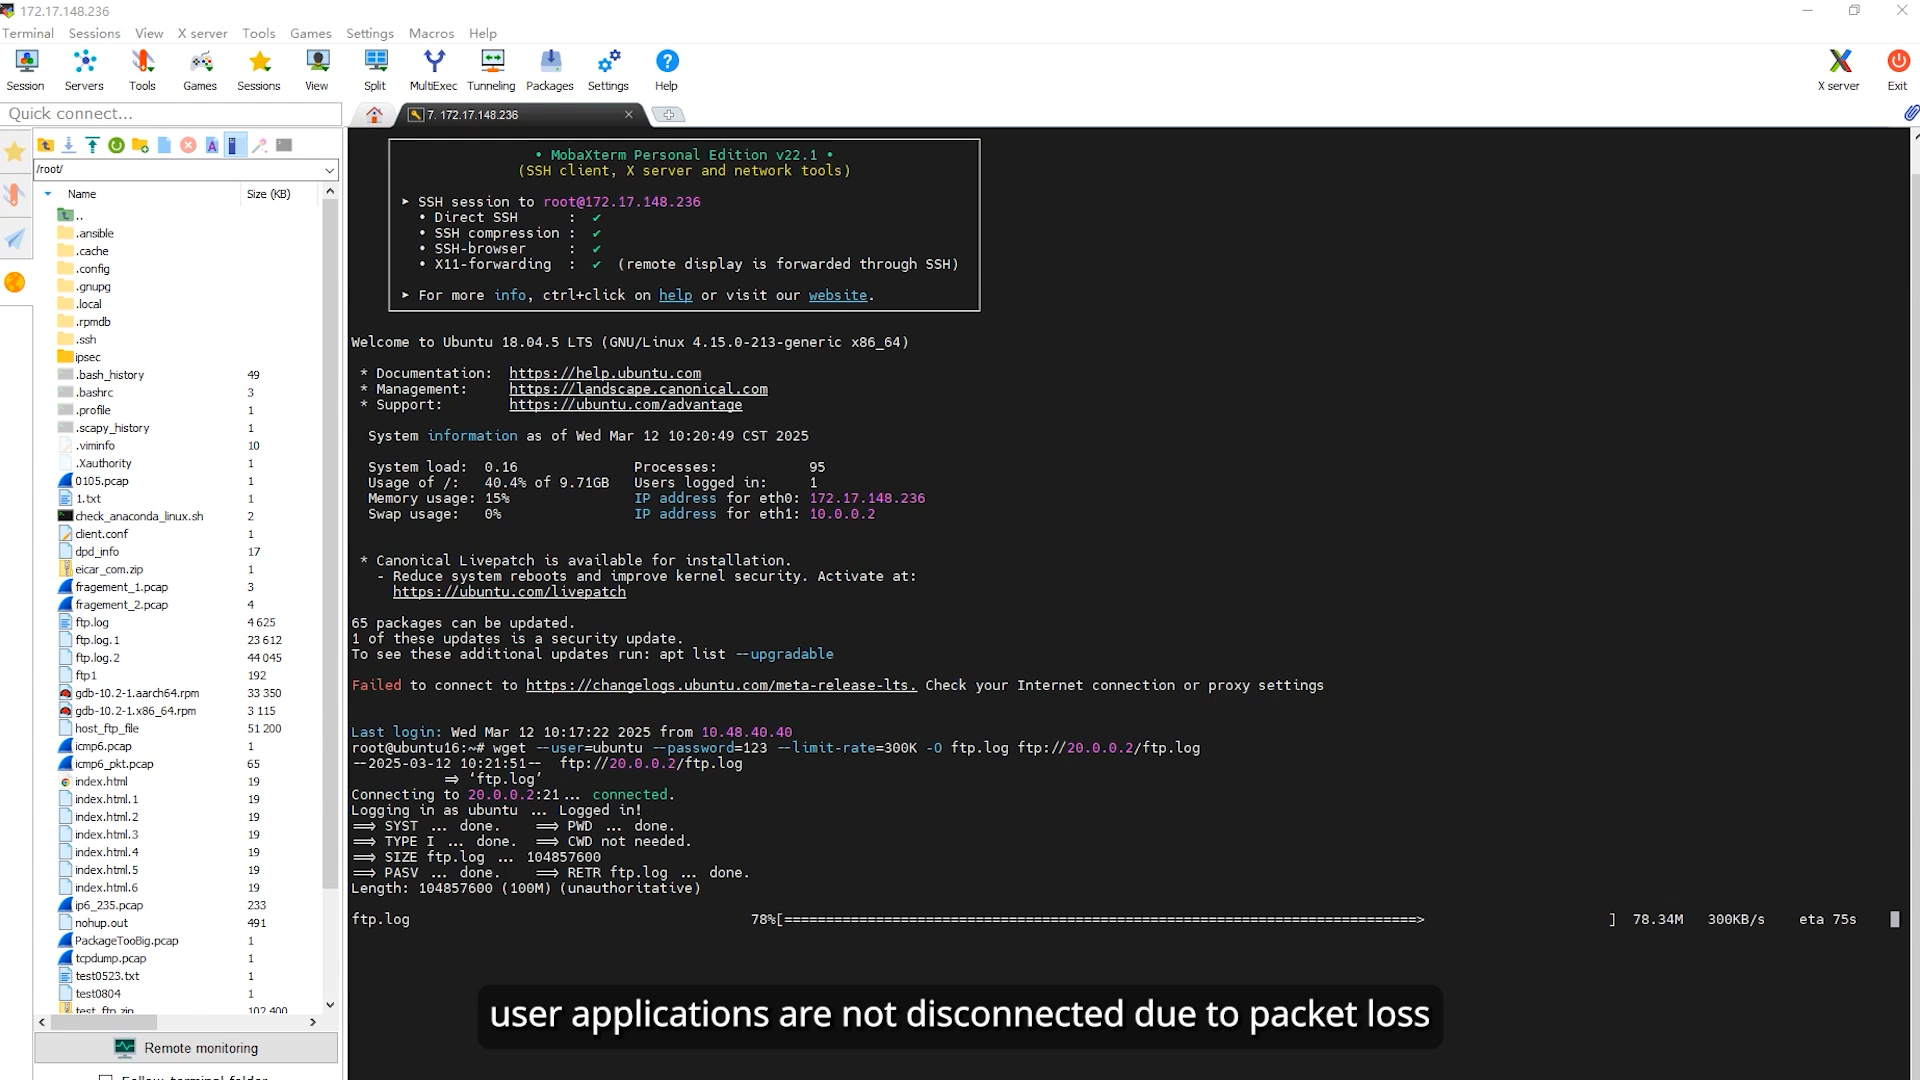 172.17.148.236
Terminal Sessions View X server Tools Games Settings Macros Help
Session Servers Tools Games Sessions View Split MultiExec Tunneling Packages Settings Help X server Exit
Quick connect...
7. 172.17.148.236
/root/
Name Size (KB)
..
.ansible
.cache
.config
.gnupg
.local
.rpmdb
.ssh
ipsec
.bash_history 49
.bashrc 3
.profile 1
.scapy_history 1
.viminfo 10
.Xauthority 1
0105.pcap 1
1.txt 1
check_anaconda_linux.sh 2
client.conf 1
dpd_info 17
eicar_com.zip 1
fragement_1.pcap 3
fragement_2.pcap 4
ftp.log 4 625
ftp.log.1 23 612
ftp.log.2 44 045
ftp1 192
gdb-10.2-1.aarch64.rpm 33 350
gdb-10.2-1.x86_64.rpm 3 115
host_ftp_file 51 200
icmp6.pcap 1
icmp6_pkt.pcap 65
index.html 19
index.html.1 19
index.html.2 19
index.html.3 19
index.html.4 19
index.html.5 19
index.html.6 19
ip6_235.pcap 233
nohup.out 491
PackageTooBig.pcap 1
tcpdump.pcap 1
test0523.txt 1
test0804 1
test_ftp.zip 102 400
Remote monitoring
Follow terminal folder
• MobaXterm Personal Edition v22.1 •
(SSH client, X server and network tools)
➤ SSH session to root@172.17.148.236
• Direct SSH : ✔
• SSH compression : ✔
• SSH-browser : ✔
• X11-forwarding : ✔ (remote display is forwarded through SSH)
➤ For more info, ctrl+click on help or visit our website.
Welcome to Ubuntu 18.04.5 LTS (GNU/Linux 4.15.0-213-generic x86_64)
* Documentation: https://help.ubuntu.com
* Management: https://landscape.canonical.com
* Support: https://ubuntu.com/advantage
System information as of Wed Mar 12 10:20:49 CST 2025
System load: 0.16 Processes: 95
Usage of /: 40.4% of 9.71GB Users logged in: 1
Memory usage: 15% IP address for eth0: 172.17.148.236
Swap usage: 0% IP address for eth1: 10.0.0.2
* Canonical Livepatch is available for installation.
- Reduce system reboots and improve kernel security. Activate at:
https://ubuntu.com/livepatch
65 packages can be updated.
1 of these updates is a security update.
To see these additional updates run: apt list --upgradable
Failed to connect to https://changelogs.ubuntu.com/meta-release-lts. Check your Internet connection or proxy settings
Last login: Wed Mar 12 10:17:22 2025 from 10.48.40.40
root@ubuntu16:~# wget --user=ubuntu --password=123 --limit-rate=300K -O ftp.log ftp://20.0.0.2/ftp.log
--2025-03-12 10:21:51-- ftp://20.0.0.2/ftp.log
=> ‘ftp.log’
Connecting to 20.0.0.2:21... connected.
Logging in as ubuntu ... Logged in!
==> SYST ... done. ==> PWD ... done.
==> TYPE I ... done. ==> CWD not needed.
==> SIZE ftp.log ... 104857600
==> PASV ... done. ==> RETR ftp.log ... done.
Length: 104857600 (100M) (unauthoritative)
ftp.log 78%[============================================================================> ] 78.34M 300KB/s eta 75s
user applications are not disconnected due to packet loss